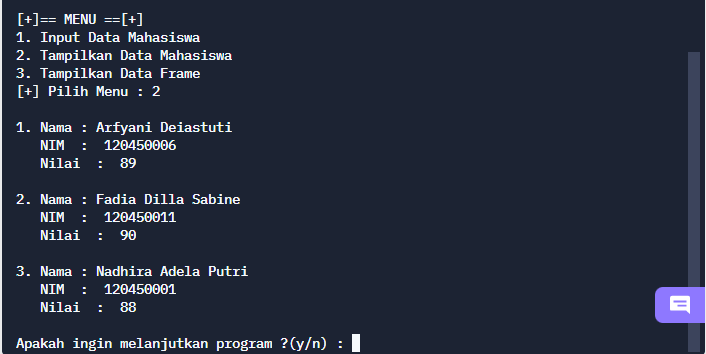 [+]== MENU ==[+]
1. Input Data Mahasiswa
2. Tampilkan Data Mahasiswa
3. Tampilkan Data Frame
[+] Pilih Menu : 2
1. Nama : Arfyani Deiastuti
NIM : 120450006
Nilai : 89
2. Nama : Fadia Dilla Sabine
NIM : 120450011
Nilai : 90
3. Nama : Nadhira Adela Putri
NIM : 120450001
Nilai : 88
Apakah ingin melanjutkan program ?(y/n) :